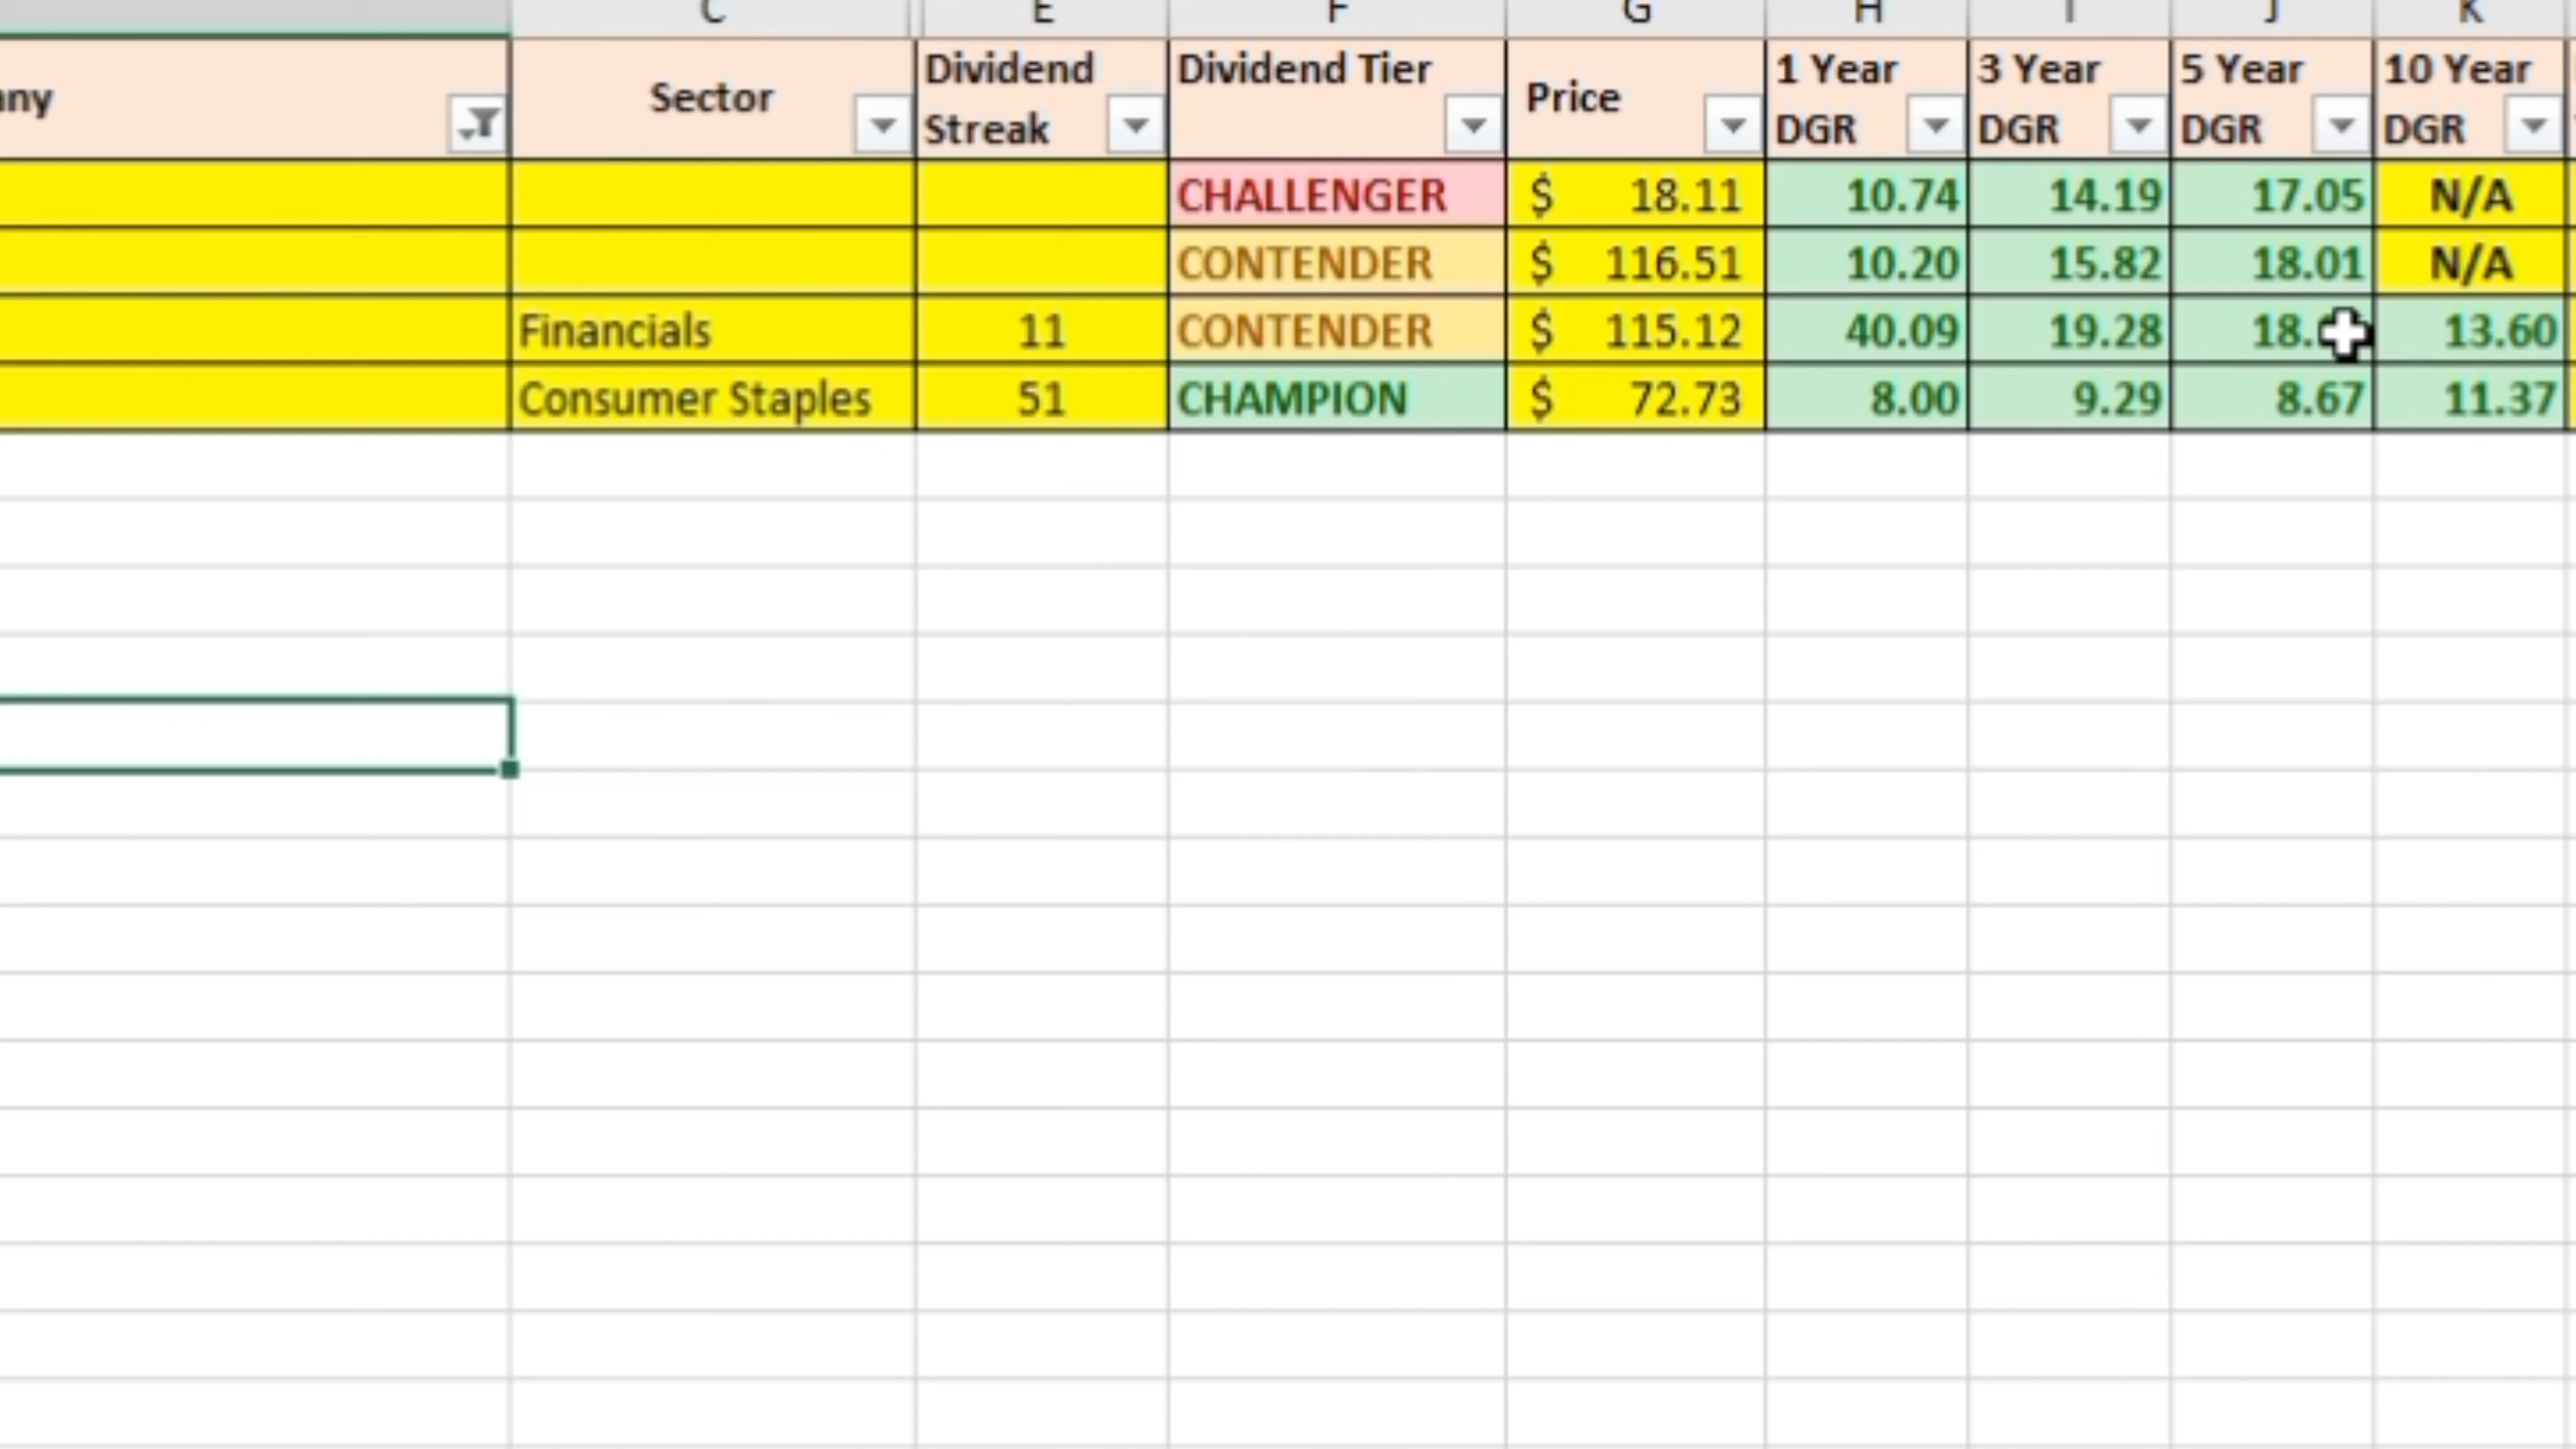 C E F G H I J K
any Sector Dividend Streak Dividend Tier Price 1 Year DGR 3 Year DGR 5 Year DGR 10 Year DGR
CHALLENGER $ 18.11 10.74 14.19 17.05 N/A
CONTENDER $ 116.51 10.20 15.82 18.01 N/A
Financials 11 CONTENDER $ 115.12 40.09 19.28 18. 13.60
Consumer Staples 51 CHAMPION $ 72.73 8.00 9.29 8.67 11.37